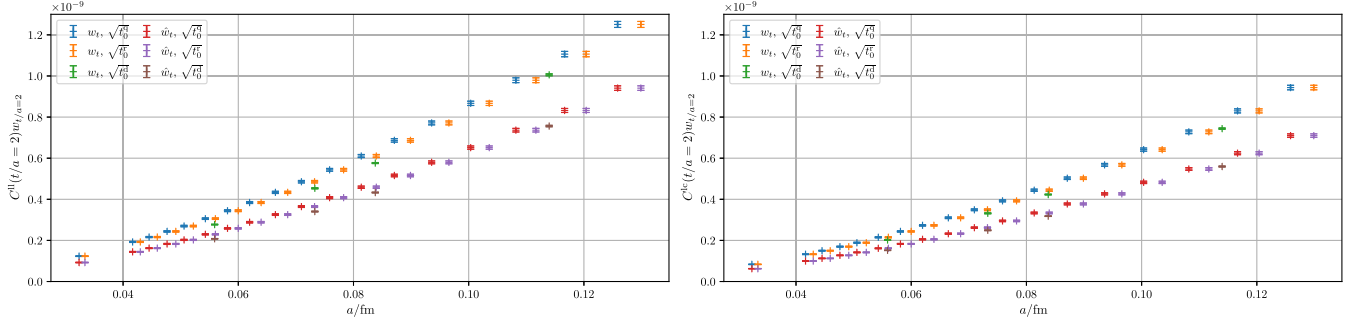 ×10⁻⁹
1.2
1.0
0.8
0.6
0.4
0.2
0.0
C^{ll}(t/a = 2)w_{t/a=2}
w_t, √t_0^q ŵ_t, √t_0^q
w_t, √t_0^r ŵ_t, √t_0^r
w_t, √t_0^d ŵ_t, √t_0^d
0.04 0.06 0.08 0.10 0.12
a/fm
×10⁻⁹
1.2
1.0
0.8
0.6
0.4
0.2
0.0
C^{lc}(t/a = 2)w_{t/a=2}
w_t, √t_0^q ŵ_t, √t_0^q
w_t, √t_0^r ŵ_t, √t_0^r
w_t, √t_0^d ŵ_t, √t_0^d
0.04 0.06 0.08 0.10 0.12
a/fm